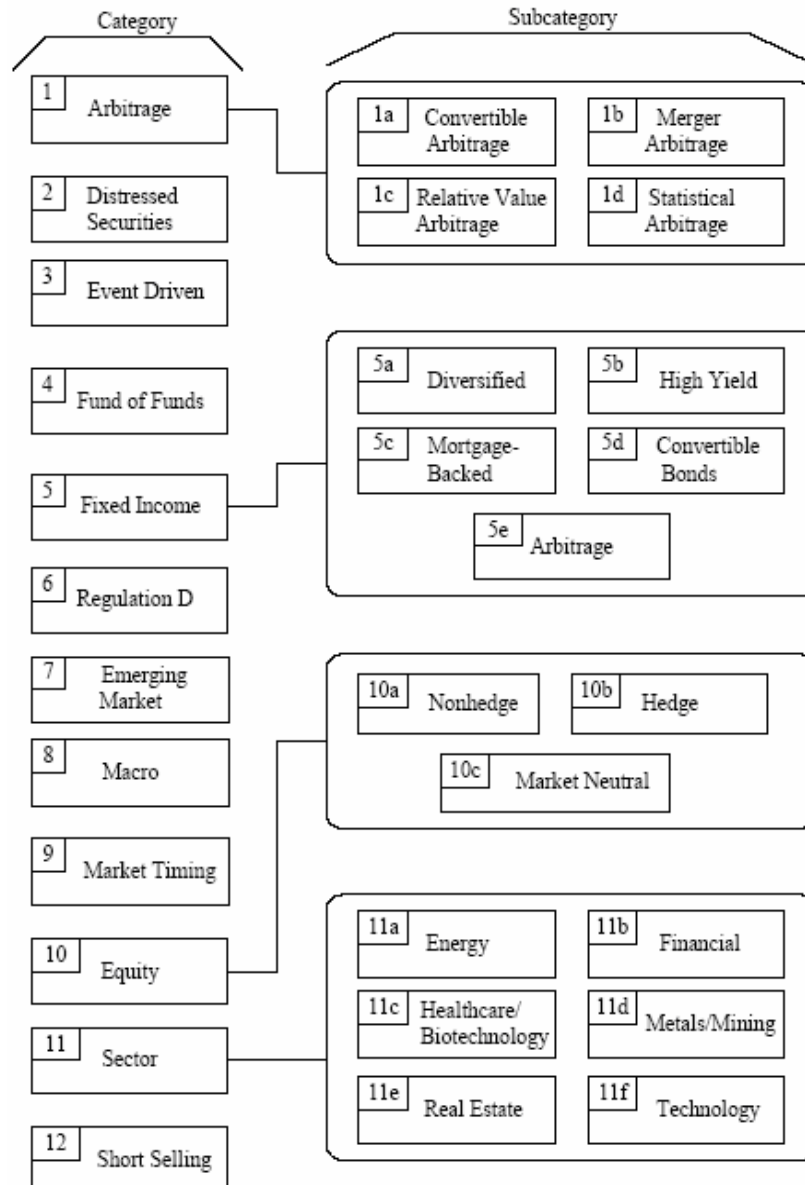 Category
Subcategory
1
Arbitrage
1a
Convertible
Arbitrage
1b
Merger
Arbitrage
1c
Relative Value
Arbitrage
1d
Statistical
Arbitrage
2
Distressed
Securities
3
Event Driven
4
Fund of Funds
5
Fixed Income
5a
Diversified
5b
High Yield
5c
Mortgage-
Backed
5d
Convertible
Bonds
5e
Arbitrage
6
Regulation D
7
Emerging
Market
8
Macro
9
Market Timing
10
Equity
10a
Nonhedge
10b
Hedge
10c
Market Neutral
11
Sector
11a
Energy
11b
Financial
11c
Healthcare/
Biotechnology
11d
Metals/Mining
11e
Real Estate
11f
Technology
12
Short Selling